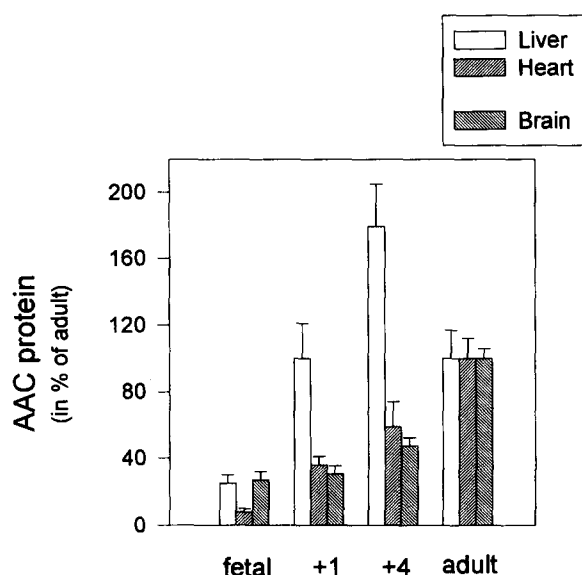 Liver
Heart
Brain
AAC protein
(in % of adult)
200
160
120
80
40
0
fetal
+1
+4
adult